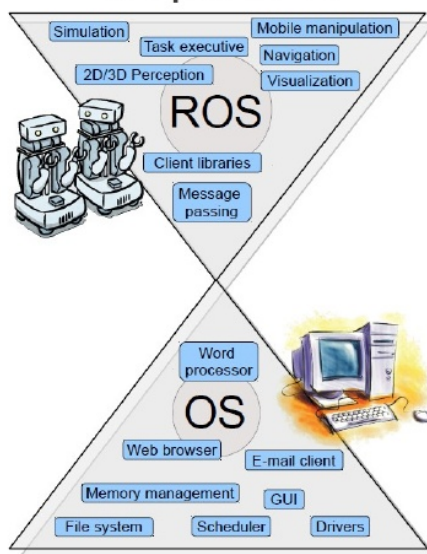 Simulation
Mobile manipulation
Task executive
Navigation
2D/3D Perception
Visualization
ROS
Client libraries
Message
passing
Word
processor
OS
Web browser
E-mail client
Memory management
GUI
File system
Scheduler
Drivers